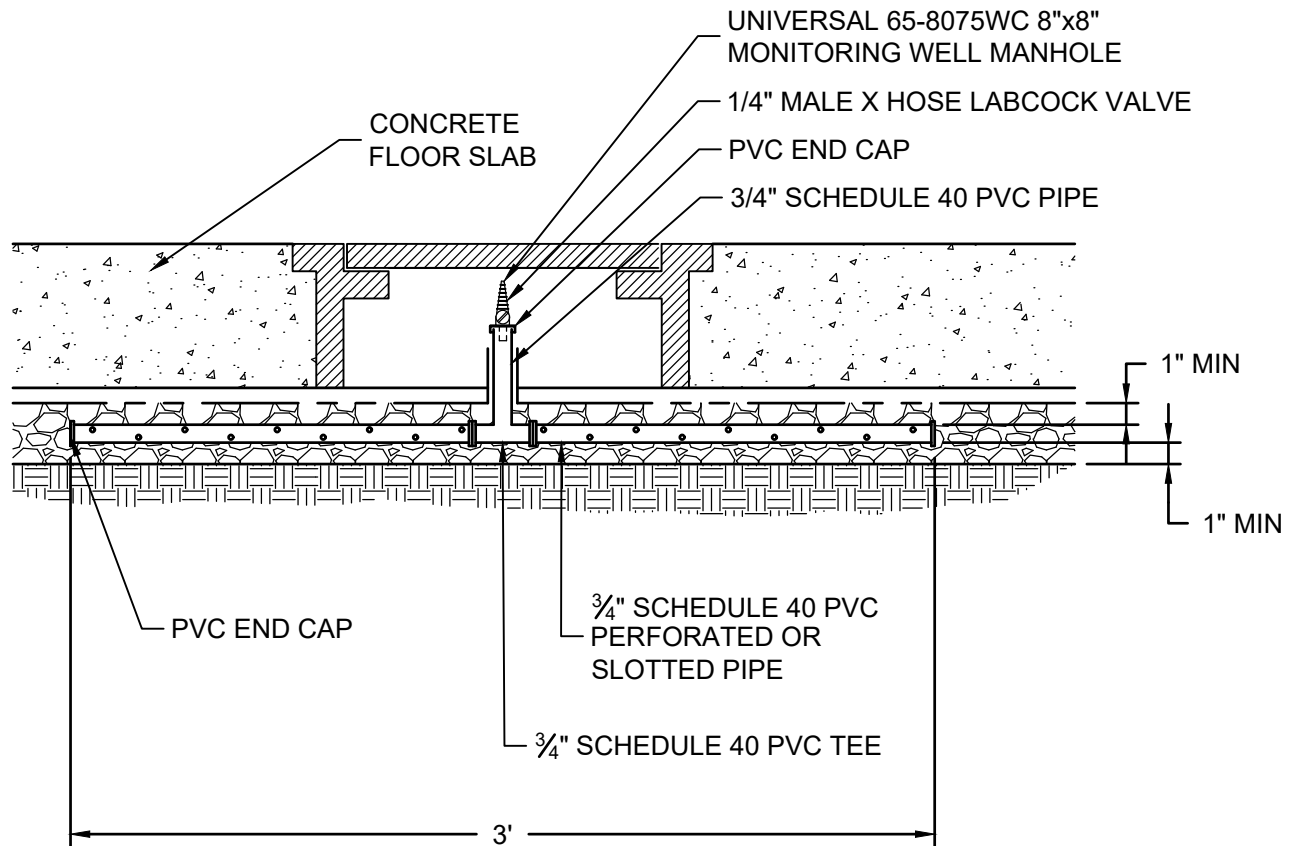 UNIVERSAL 65-8075WC 8"x8"
MONITORING WELL MANHOLE
1/4" MALE X HOSE LABCOCK VALVE
CONCRETE
FLOOR SLAB
PVC END CAP
3/4" SCHEDULE 40 PVC PIPE
1" MIN
1" MIN
PVC END CAP
¾" SCHEDULE 40 PVC
PERFORATED OR
SLOTTED PIPE
¾" SCHEDULE 40 PVC TEE
3'